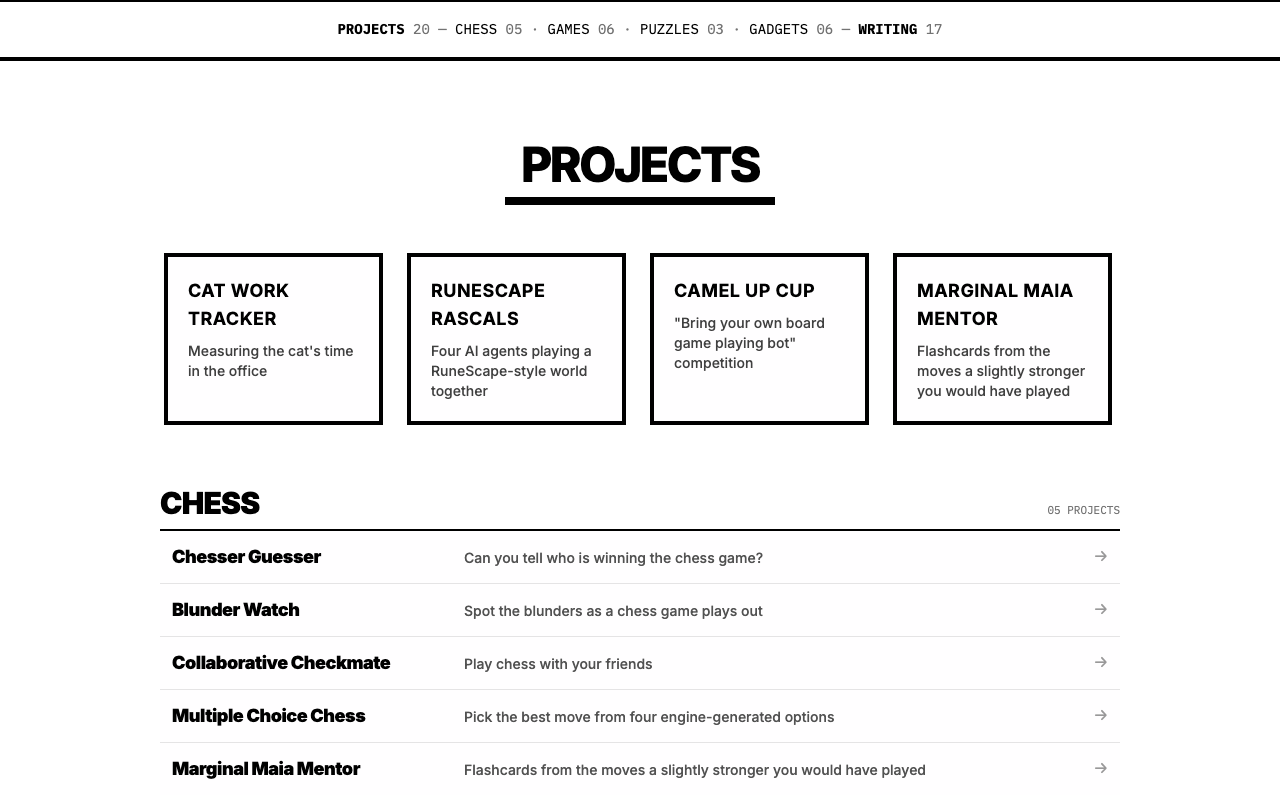 PROJECTS 20 — CHESS 05 · GAMES 06 · PUZZLES 03 · GADGETS 06 — WRITING 17
PROJECTS
CAT WORK
TRACKER
Measuring the cat's time
in the office
RUNESCAPE
RASCALS
Four AI agents playing a
RuneScape-style world
together
CAMEL UP CUP
"Bring your own board
game playing bot"
competition
MARGINAL MAIA
MENTOR
Flashcards from the
moves a slightly stronger
you would have played
CHESS 05 PROJECTS
Chesser Guesser Can you tell who is winning the chess game? →
Blunder Watch Spot the blunders as a chess game plays out →
Collaborative Checkmate Play chess with your friends →
Multiple Choice Chess Pick the best move from four engine-generated options →
Marginal Maia Mentor Flashcards from the moves a slightly stronger you would have played →